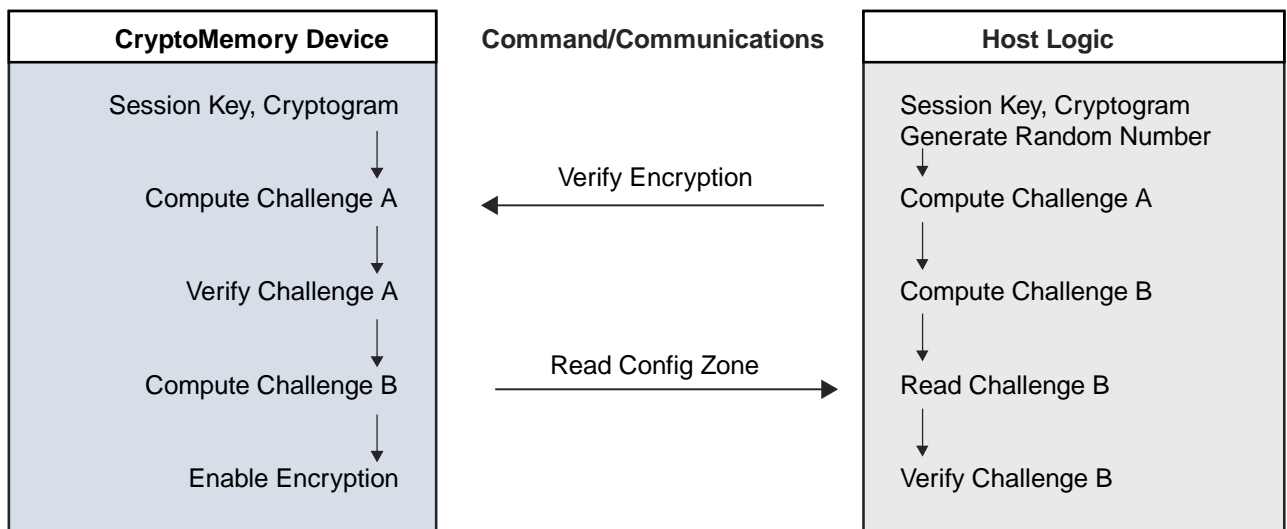 CryptoMemory Device
Command/Communications
Host Logic
Session Key, Cryptogram
Compute Challenge A
Verify Challenge A
Compute Challenge B
Enable Encryption
Verify Encryption
Read Config Zone
Session Key, Cryptogram
Generate Random Number
Compute Challenge A
Compute Challenge B
Read Challenge B
Verify Challenge B